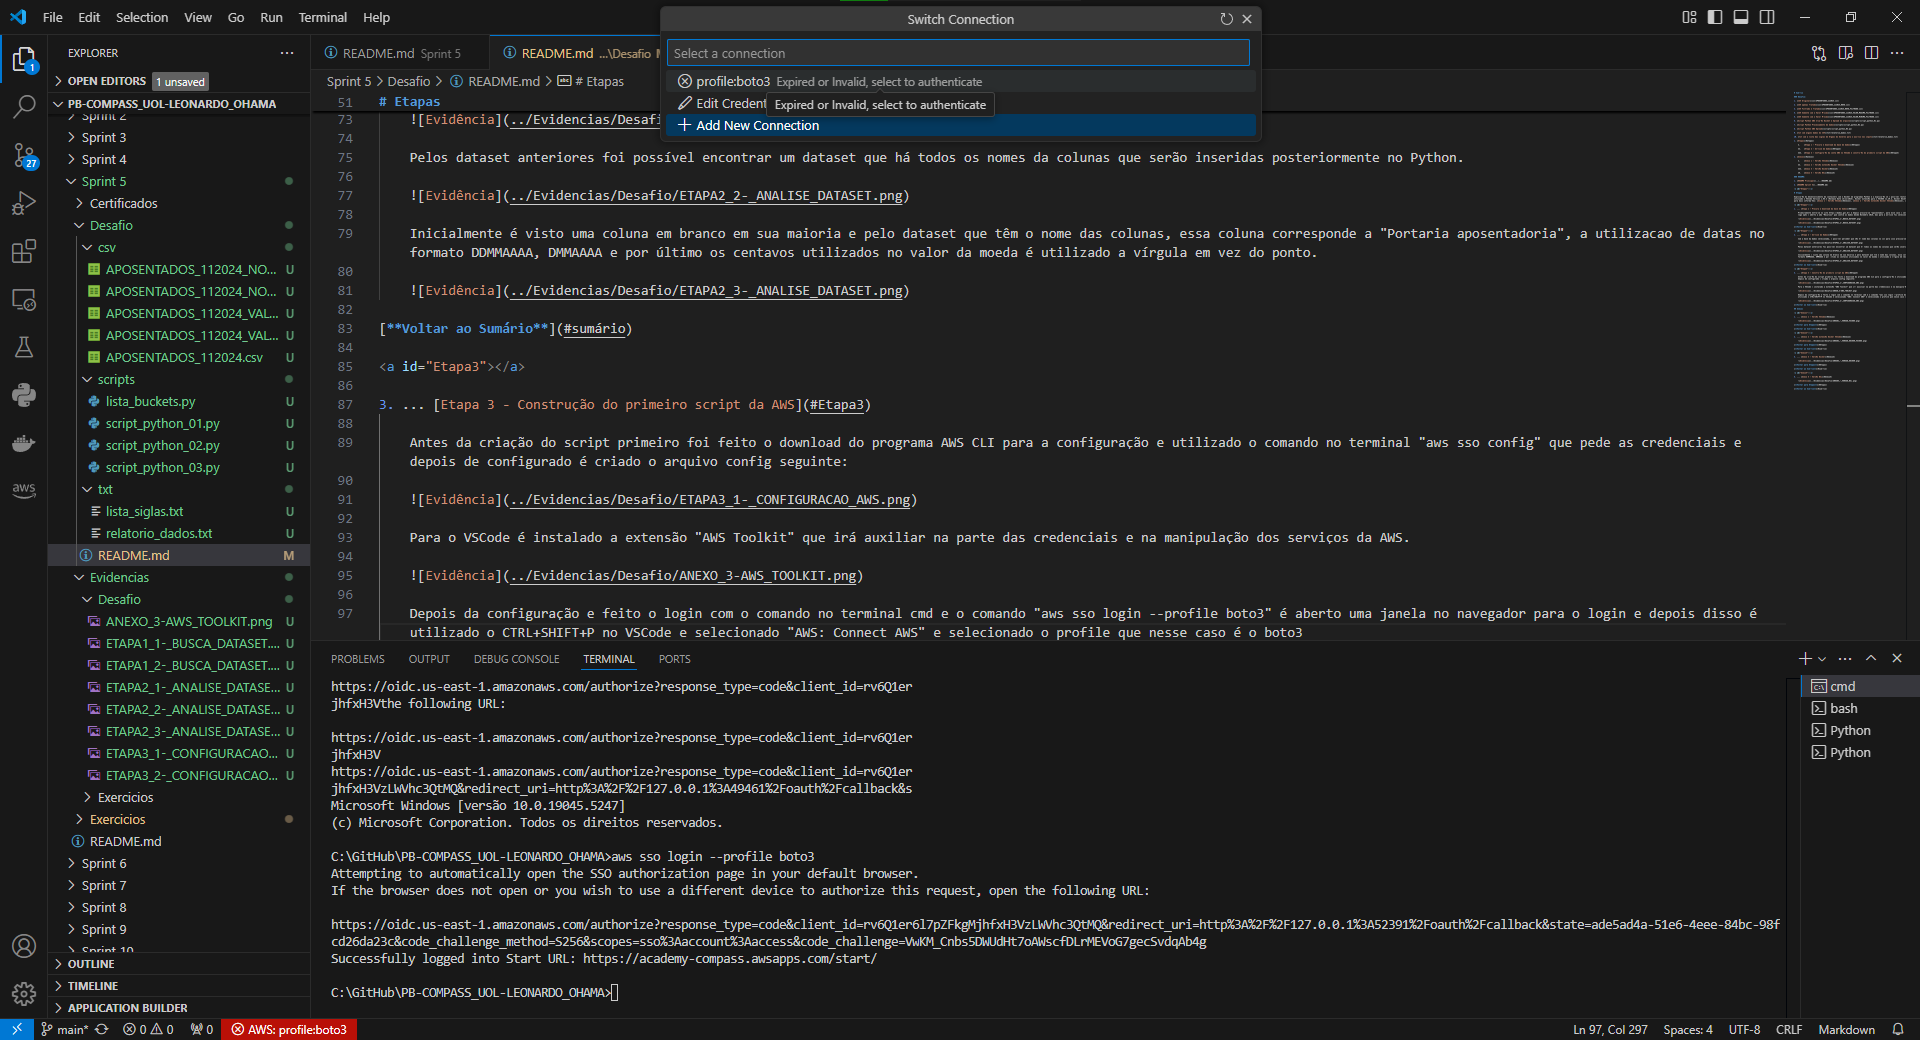 File Edit Selection View Go Run Terminal Help
Switch Connection
Select a connection
profile:boto3 Expired or Invalid, select to authenticate
Edit Credent
Expired or Invalid, select to authenticate
Add New Connection
EXPLORER
OPEN EDITORS 1 unsaved
PB-COMPASS_UOL-LEONARDO_OHAMA
Sprint 2
Sprint 3
Sprint 4
Sprint 5
Certificados
Desafio
csv
APOSENTADOS_112024_NO... U
APOSENTADOS_112024_NO... U
APOSENTADOS_112024_VAL... U
APOSENTADOS_112024_VAL... U
APOSENTADOS_112024.csv U
scripts
lista_buckets.py U
script_python_01.py U
script_python_02.py U
script_python_03.py U
txt
lista_siglas.txt U
relatorio_dados.txt U
README.md M
Evidencias
Desafio
ANEXO_3-AWS_TOOLKIT.png U
ETAPA1_1-_BUSCA_DATASET.... U
ETAPA1_2-_BUSCA_DATASET.... U
ETAPA2_1-_ANALISE_DATASE... U
ETAPA2_2-_ANALISE_DATASE... U
ETAPA2_3-_ANALISE_DATASE... U
ETAPA3_1-_CONFIGURACAO... U
ETAPA3_2-_CONFIGURACAO... U
Exercicios
Exercicios
README.md
Sprint 6
Sprint 7
Sprint 8
Sprint 9
Sprint 10
OUTLINE
TIMELINE
APPLICATION BUILDER
1
27
aws
README.md Sprint 5
README.md ...\Desafio
Sprint 5 > Desafio > README.md > # Etapas
51 # Etapas
73 ![Evidência](../Evidencias/Desafi
74
75 Pelos dataset anteriores foi possível encontrar um dataset que há todos os nomes da colunas que serão inseridas posteriormente no Python.
76
77 ![Evidência](../Evidencias/Desafio/ETAPA2_2-_ANALISE_DATASET.png)
78
79 Inicialmente é visto uma coluna em branco em sua maioria e pelo dataset que têm o nome das colunas, essa coluna corresponde a "Portaria aposentadoria", a utilizacao de datas no
formato DDMMAAAA, DMMAAAA e por último os centavos utilizados no valor da moeda é utilizado a vírgula em vez do ponto.
80
81 ![Evidência](../Evidencias/Desafio/ETAPA2_3-_ANALISE_DATASET.png)
82
83 [**Voltar ao Sumário**](#sumário)
84
85 <a id="Etapa3"></a>
86
87 3. ... [Etapa 3 - Construção do primeiro script da AWS](#Etapa3)
88
89 Antes da criação do script primeiro foi feito o download do programa AWS CLI para a configuração e utilizado o comando no terminal "aws sso config" que pede as credenciais e
depois de configurado é criado o arquivo config seguinte:
90
91 ![Evidência](../Evidencias/Desafio/ETAPA3_1-_CONFIGURACAO_AWS.png)
92
93 Para o VSCode é instalado a extensão "AWS Toolkit" que irá auxiliar na parte das credenciais e na manipulação dos serviços da AWS.
94
95 ![Evidência](../Evidencias/Desafio/ANEXO_3-AWS_TOOLKIT.png)
96
97 Depois da configuração e feito o login com o comando no terminal cmd e o comando "aws sso login --profile boto3" é aberto uma janela no navegador para o login e depois disso é
utilizado o CTRL+SHIFT+P no VSCode e selecionado "AWS: Connect AWS" e selecionado o profile que nesse caso é o boto3
PROBLEMS OUTPUT DEBUG CONSOLE TERMINAL PORTS
https://oidc.us-east-1.amazonaws.com/authorize?response_type=code&client_id=rv6Q1er
jhfxH3Vthe following URL:
https://oidc.us-east-1.amazonaws.com/authorize?response_type=code&client_id=rv6Q1er
jhfxH3V
https://oidc.us-east-1.amazonaws.com/authorize?response_type=code&client_id=rv6Q1er
jhfxH3VzLWVhc3QtMQ&redirect_uri=http%3A%2F%2F127.0.0.1%3A49461%2Foauth%2Fcallback&s
Microsoft Windows [versão 10.0.19045.5247]
(c) Microsoft Corporation. Todos os direitos reservados.
C:\GitHub\PB-COMPASS_UOL-LEONARDO_OHAMA>aws sso login --profile boto3
Attempting to automatically open the SSO authorization page in your default browser.
If the browser does not open or you wish to use a different device to authorize this request, open the following URL:
https://oidc.us-east-1.amazonaws.com/authorize?response_type=code&client_id=rv6Q1er6l7pZFkgMjhfxH3VzLWVhc3QtMQ&redirect_uri=http%3A%2F%2F127.0.0.1%3A52391%2Foauth%2Fcallback&state=ade5ad4a-51e6-4eee-84bc-98f
cd26da23c&code_challenge_method=S256&scopes=sso%3Aaccount%3Aaccess&code_challenge=VwKM_Cnbs5DWUdHt7oAWscfDLrMEVoG7gecSvdqAb4g
Successfully logged into Start URL: https://academy-compass.awsapps.com/start/
C:\GitHub\PB-COMPASS_UOL-LEONARDO_OHAMA>
cmd
bash
Python
Python
main* 0 0 0 AWS: profile:boto3
Ln 97, Col 297 Spaces: 4 UTF-8 CRLF Markdown